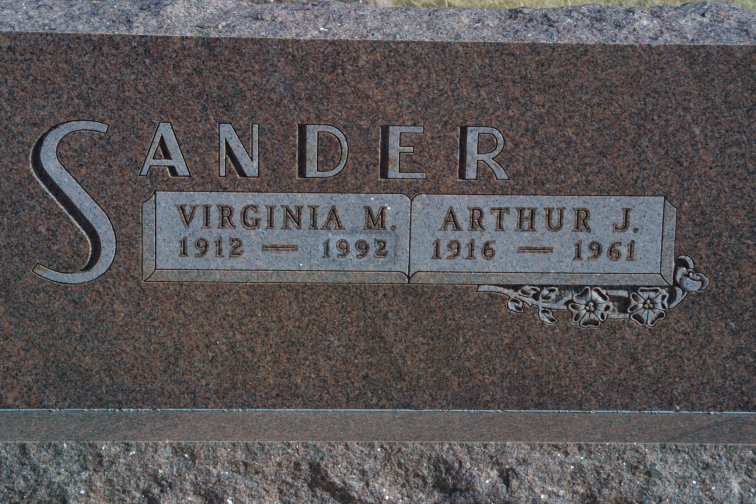 SANDER
VIRGINIA M. ARTHUR J.
1912 — 1992 1916 — 1961